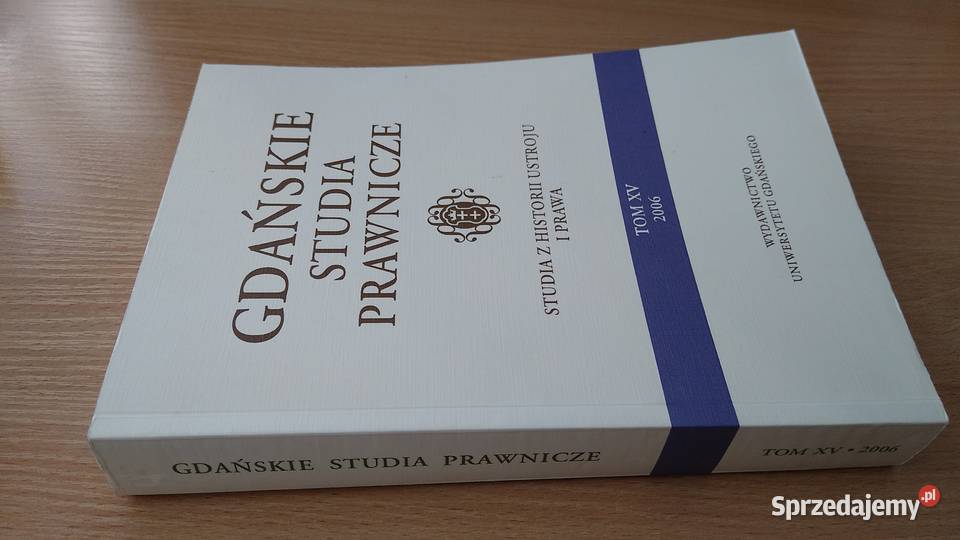 GDAŃSKIE
STUDIA
PRAWNICZE
STUDIA Z HISTORII USTROJU
I PRAWA
TOM XV
2006
WYDAWNICTWO
UNIWERSYTETU GDAŃSKIEGO
GDAŃSKIE STUDIA PRAWNICZE
TOM XV • 2006
Sprzedajemy.pl